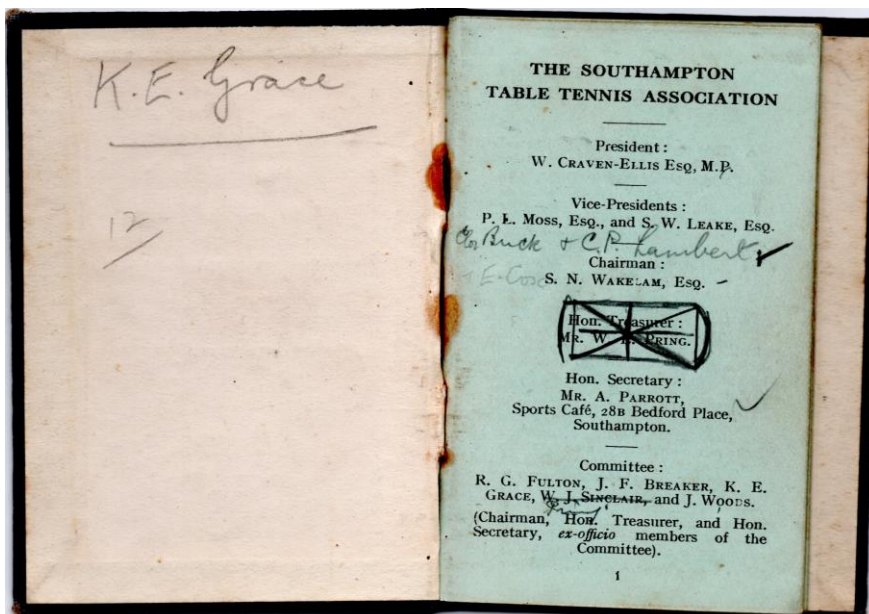 K. E. Grace
12
THE SOUTHAMPTON
TABLE TENNIS ASSOCIATION
President :
W. CRAVEN-ELLIS ESQ, M.P.
Vice-Presidents :
P. L. MOSS, ESQ., and S. W. LEAKE, ESQ.
Buck & C.P. Lambert
Chairman :
E. Cox
S. N. WAKELAM, ESQ.
Hon. Treasurer :
MR. W. PRING.
Hon. Secretary :
MR. A. PARROTT,
Sports Café, 28B Bedford Place,
Southampton.
Committee :
R. G. FULTON, J. F. BREAKER, K. E.
GRACE, W. J. SINCLAIR, and J. WOODS.
Pring
(Chairman, Hon. Treasurer, and Hon.
Secretary, ex-officio members of the
Committee).
1